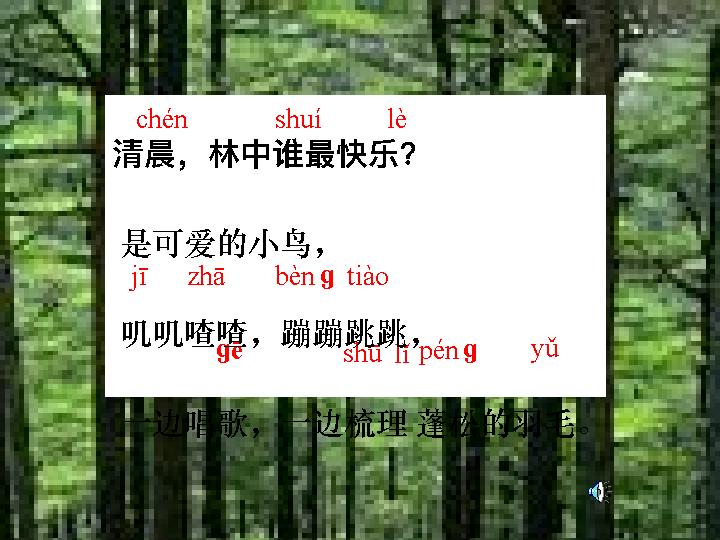 chén shuí lè
清晨，林中谁最快乐？
是可爱的小鸟，
jī zhā bèng tiào
叽叽喳喳，蹦蹦跳跳，
gē shū lǐ péng yǔ
一边唱歌，一边梳理 蓬松的羽毛。